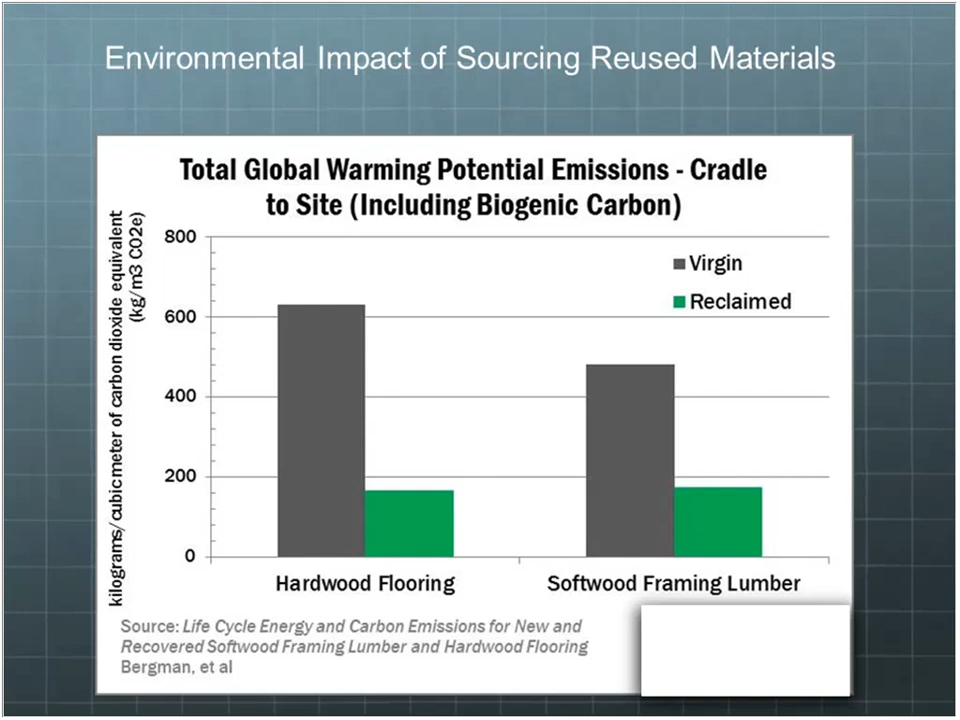 Environmental Impact of Sourcing Reused Materials
Total Global Warming Potential Emissions - Cradle
to Site (Including Biogenic Carbon)
kilograms/cubic meter of carbon dioxide equivalent
(kg/m3 CO2e)
800
600
400
200
0
Virgin
Reclaimed
Hardwood Flooring
Softwood Framing Lumber
Source: Life Cycle Energy and Carbon Emissions for New and
Recovered Softwood Framing Lumber and Hardwood Flooring
Bergman, et al